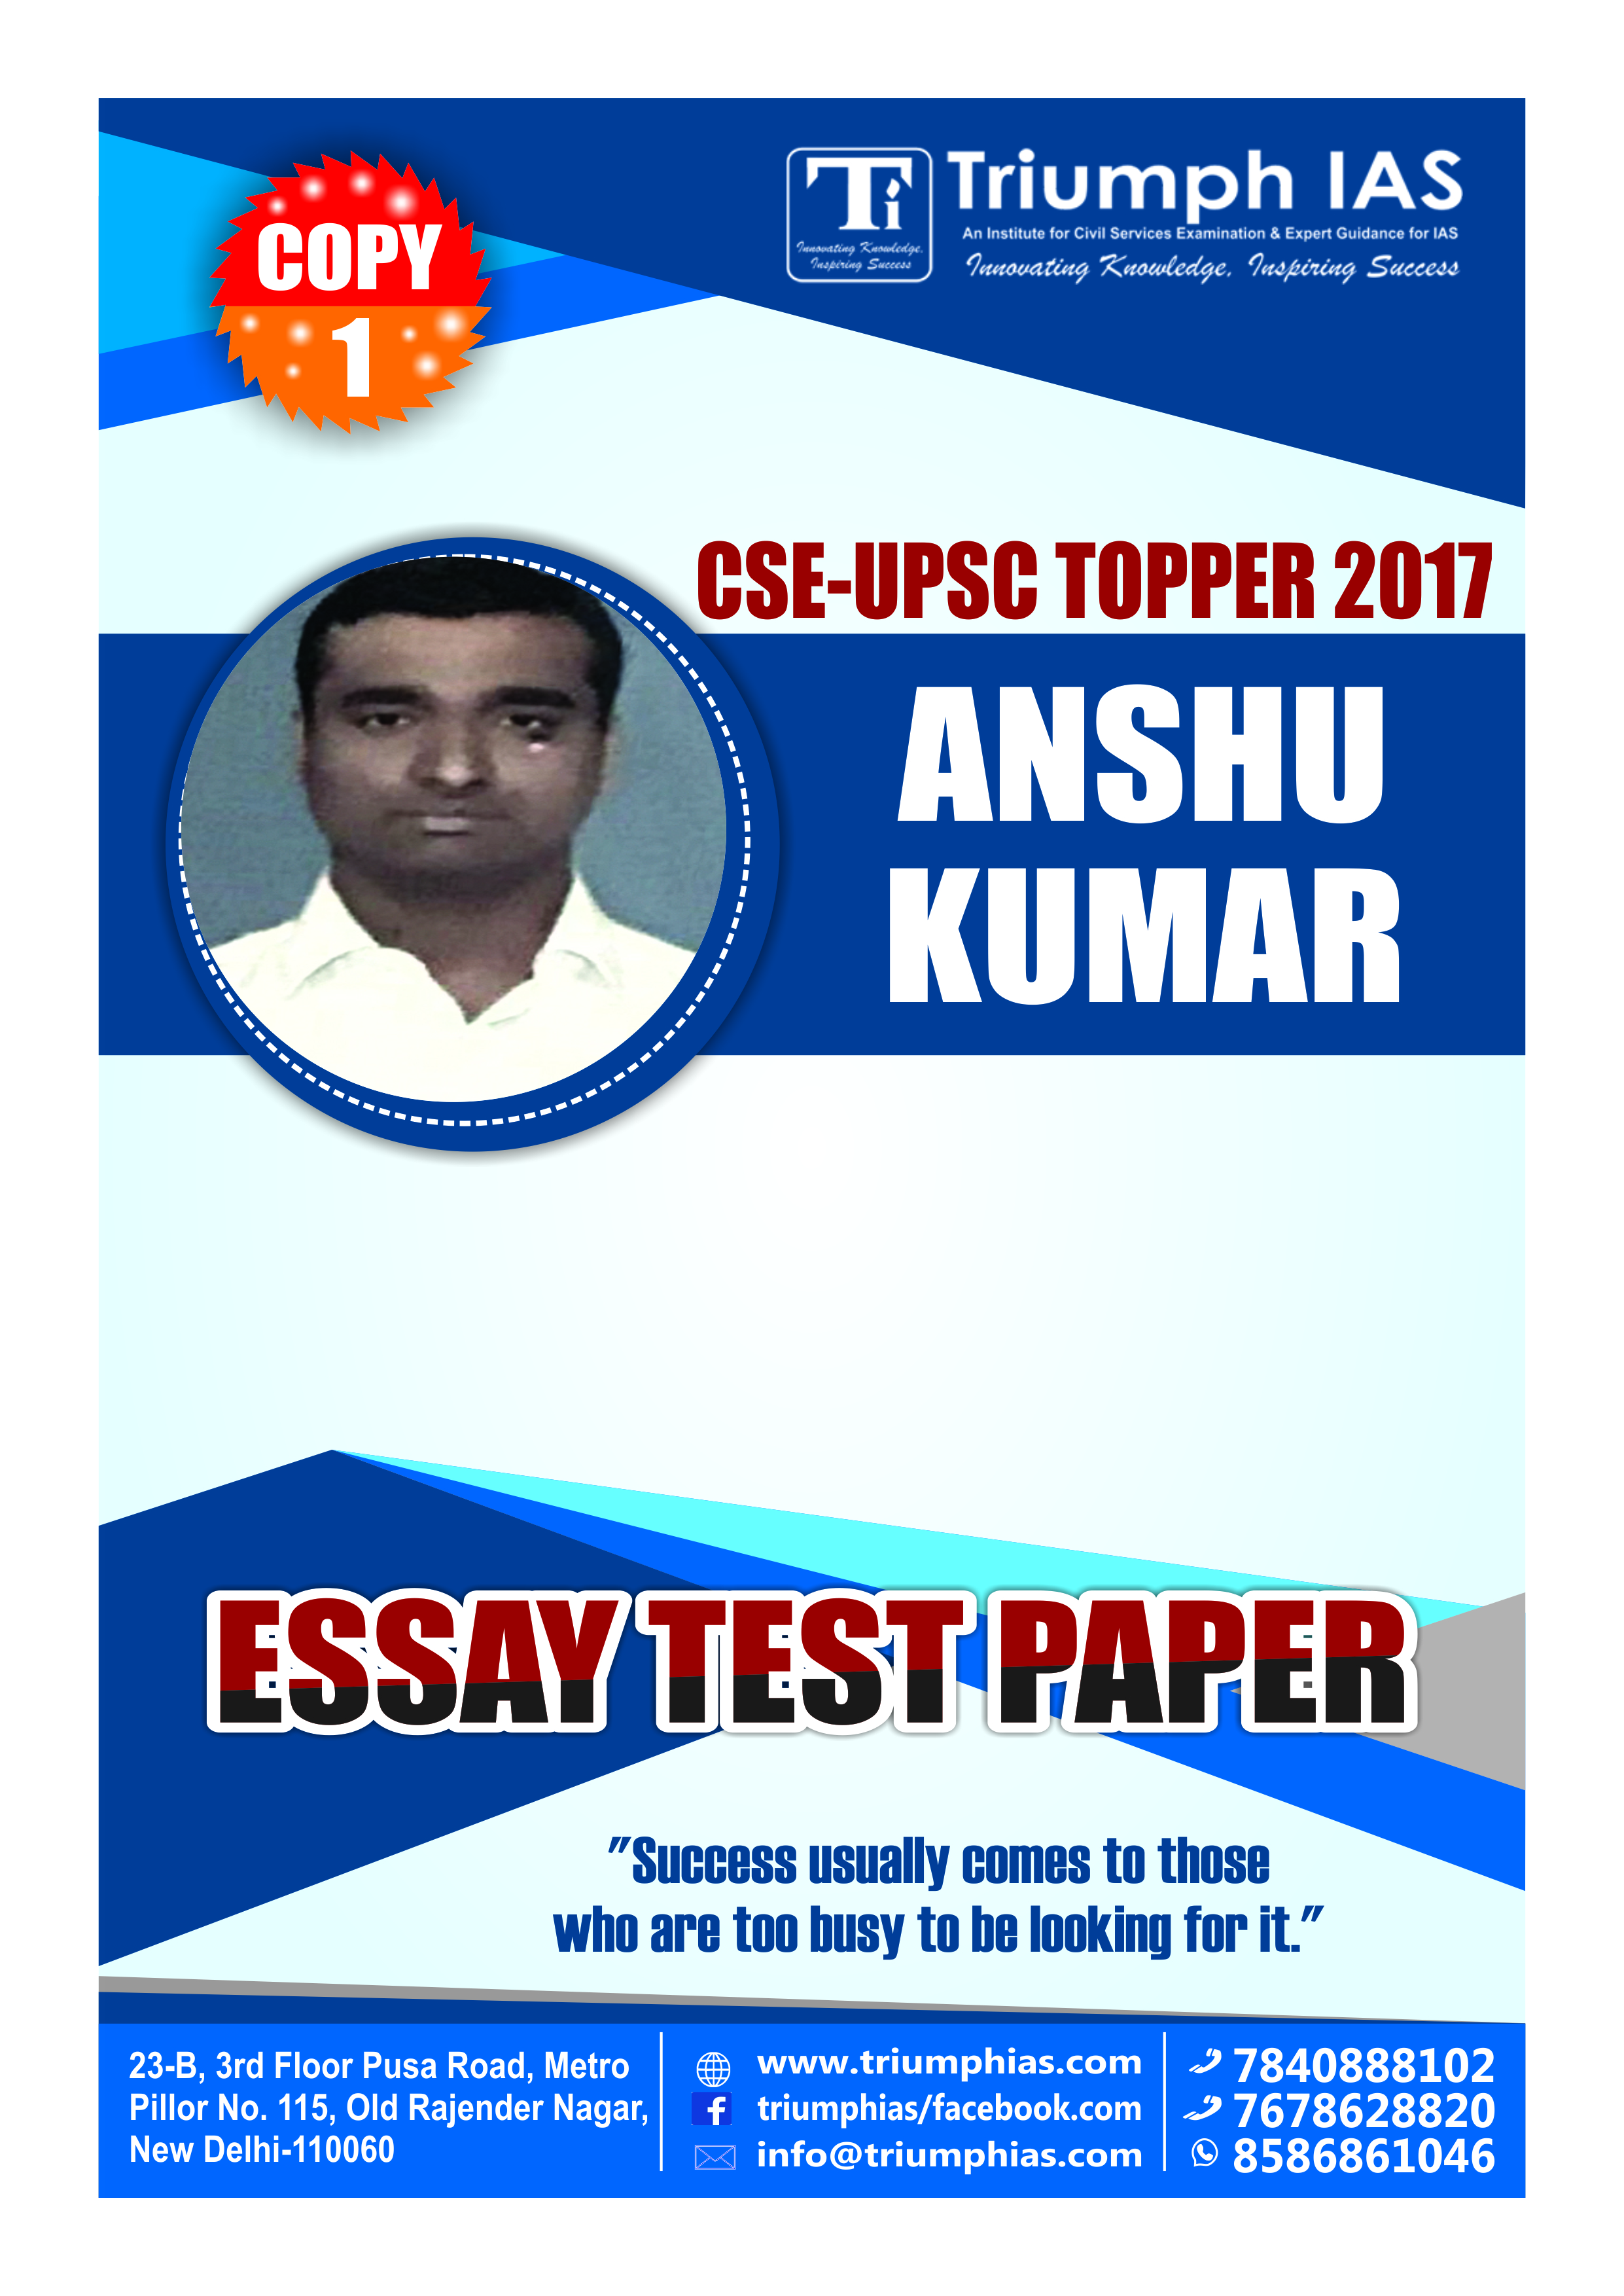 COPY
1
Ti
Innovating Knowledge,
Inspiring Success
Triumph IAS
An Institute for Civil Services Examination & Expert Guidance for IAS
Innovating Knowledge, Inspiring Success
CSE-UPSC TOPPER 2017
ANSHU
KUMAR
ESSAY TEST PAPER
"Success usually comes to those
who are too busy to be looking for it."
23-B, 3rd Floor Pusa Road, Metro
Pillor No. 115, Old Rajender Nagar,
New Delhi-110060
www.triumphias.com
triumphias/facebook.com
info@triumphias.com
7840888102
7678628820
8586861046